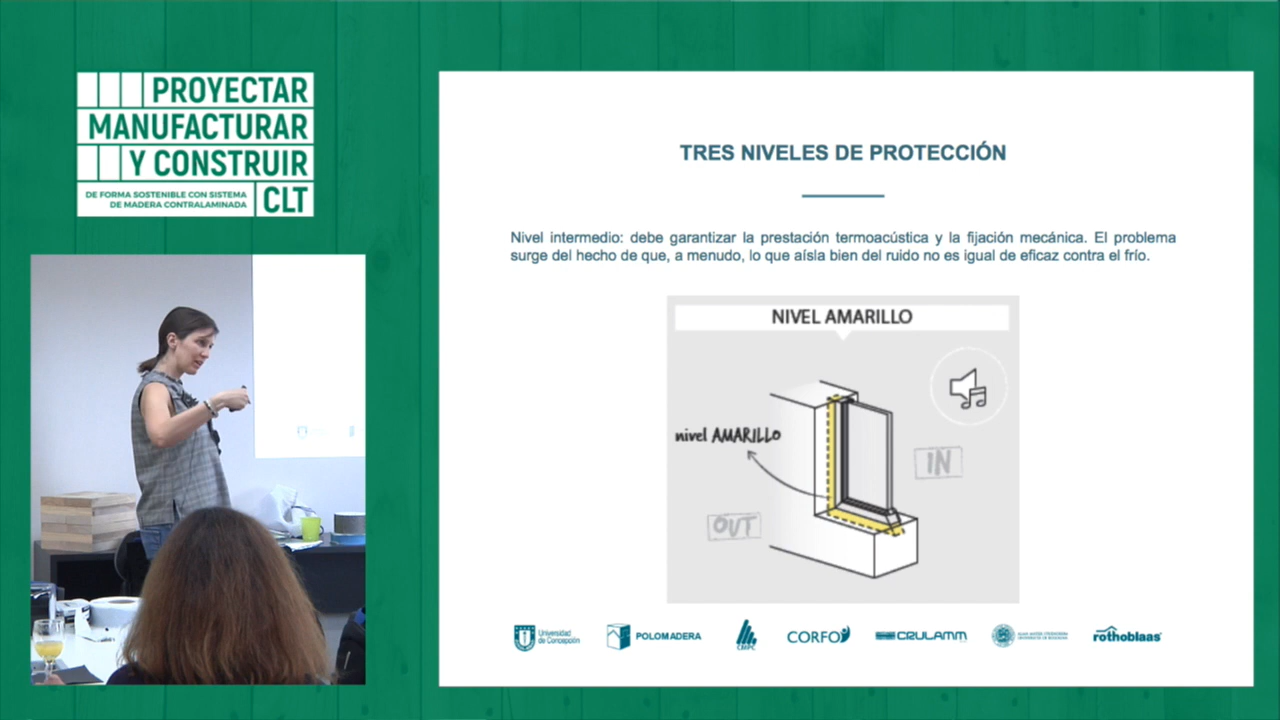 PROYECTAR
MANUFACTURAR
Y CONSTRUIR
DE FORMA SOSTENIBLE CON SISTEMA
DE MADERA CONTRALAMINADA
CLT
TRES NIVELES DE PROTECCIÓN
Nivel intermedio: debe garantizar la prestación termoacústica y la fijación mecánica. El problema
surge del hecho de que, a menudo, lo que aísla bien del ruido no es igual de eficaz contra el frío.
NIVEL AMARILLO
nivel AMARILLO
IN
OUT
Universidad
de Concepción
POLOMADERA
CMPC
CORFO
CRULAMM
rothoblaas